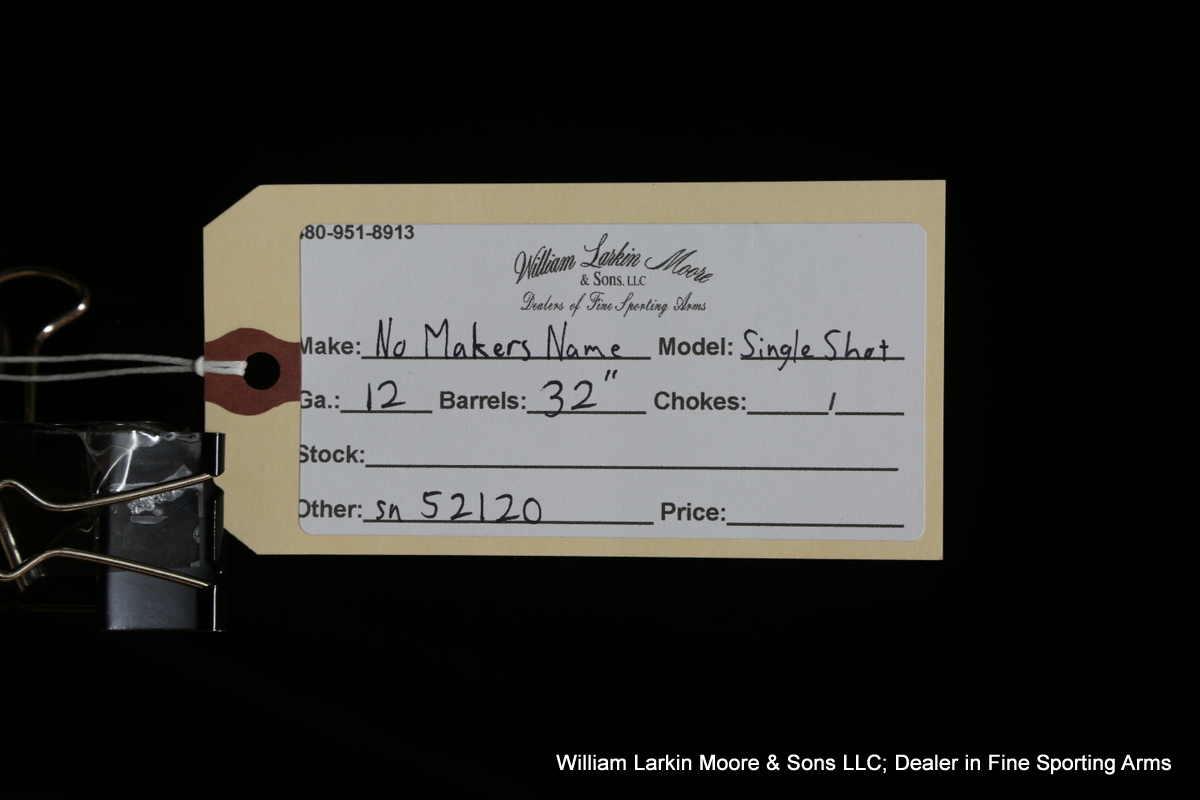 80-951-8913
William Larkin Moore
& Sons, LLC
Dealers of Fine Sporting Arms
Make: No Makers Name Model: Single Shot
Ga.: 12 Barrels: 32" Chokes: /
Stock:
Other: sn 52120 Price:
William Larkin Moore & Sons LLC; Dealer in Fine Sporting Arms